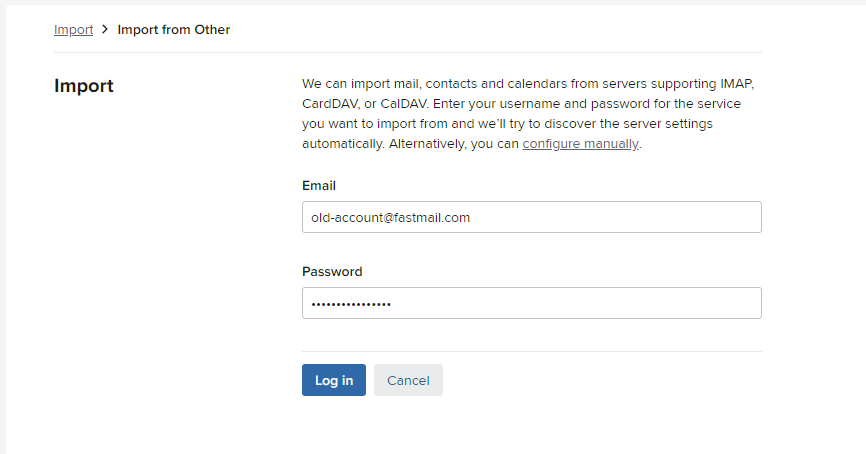 Import > Import from Other
Import
We can import mail, contacts and calendars from servers supporting IMAP,
CardDAV, or CalDAV. Enter your username and password for the service
you want to import from and we'll try to discover the server settings
automatically. Alternatively, you can configure manually.
Email
old-account@fastmail.com
Password
••••••••••••••••
Log in
Cancel